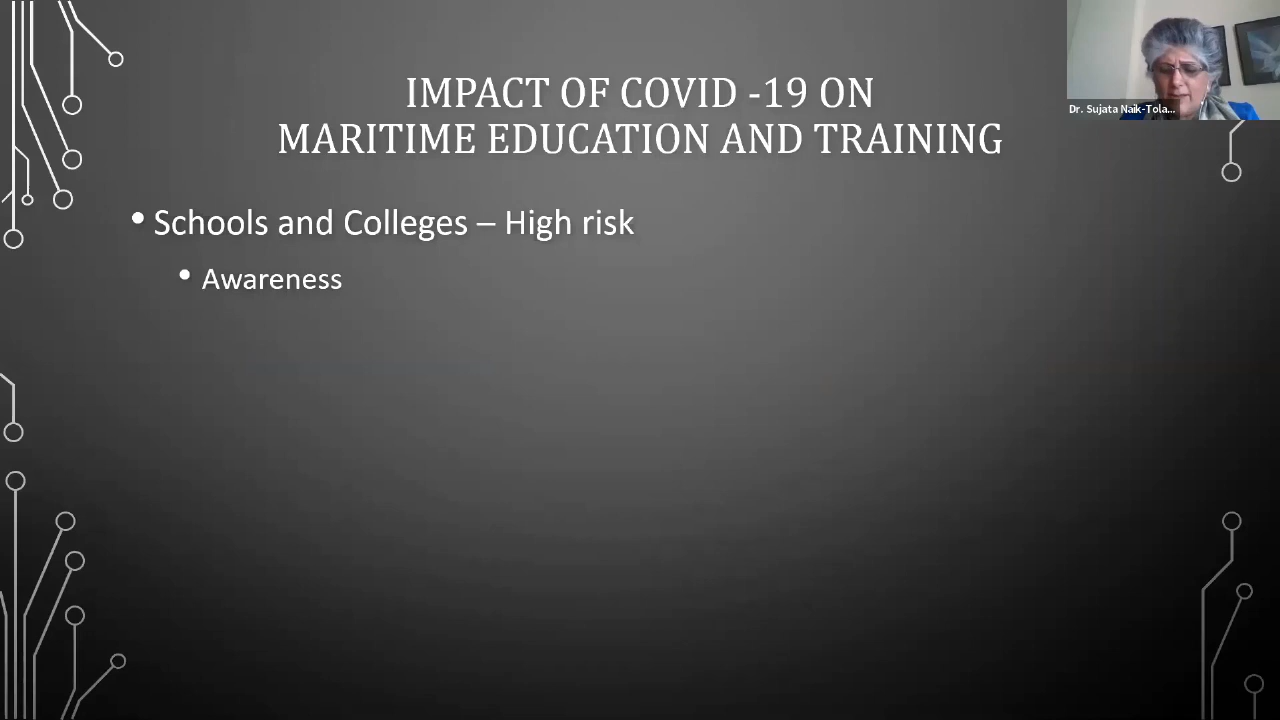 IMPACT OF COVID -19 ON
MARITIME EDUCATION AND TRAINING
Dr. Sujata Naik-Tola...
• Schools and Colleges – High risk
• Awareness